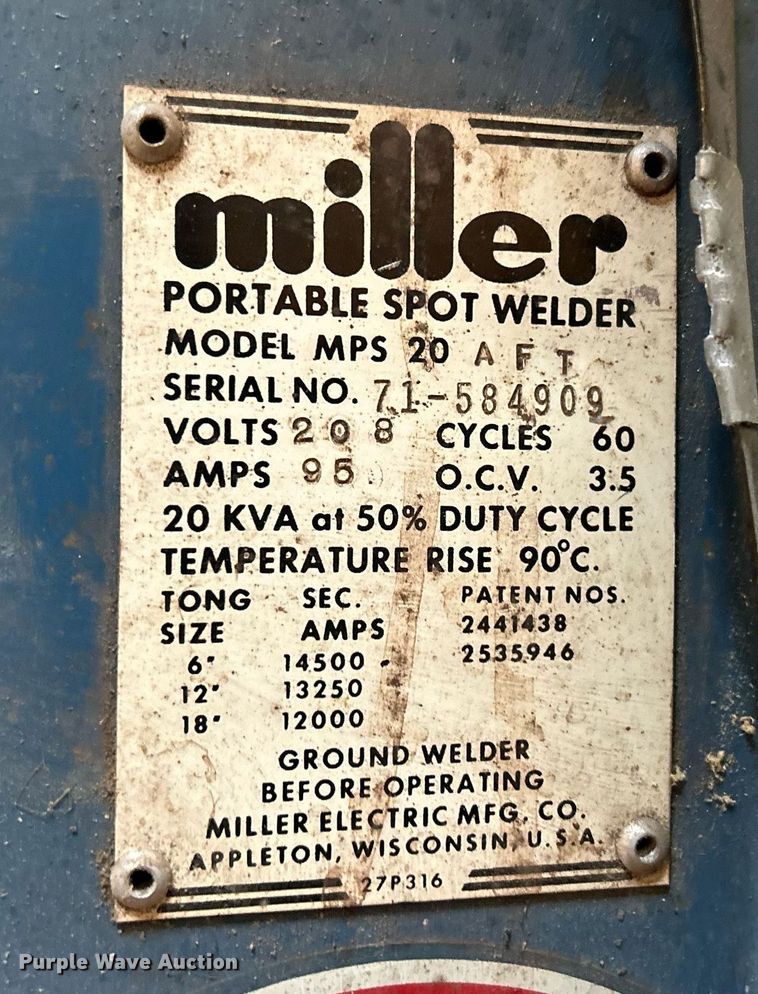 miller
PORTABLE SPOT WELDER
MODEL MPS 20 AFT
SERIAL NO. 71-584909
VOLTS 208 CYCLES 60
AMPS 95 O.C.V. 3.5
20 KVA at 50% DUTY CYCLE
TEMPERATURE RISE 90°C.
TONG SEC. PATENT NOS.
SIZE AMPS 2441438
6" 14500 2535946
12" 13250
18" 12000
GROUND WELDER
BEFORE OPERATING
MILLER ELECTRIC MFG. CO.
APPLETON, WISCONSIN, U.S.A.
27P316
Purple Wave Auction